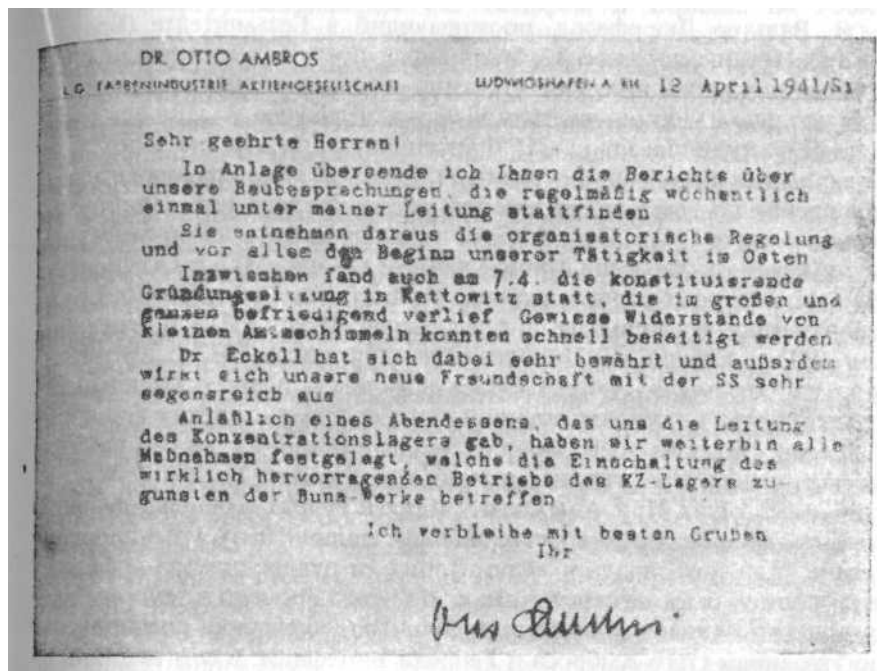 DR. OTTO AMBROS
I. G. FARBENINDUSTRIE AKTIENGESELLSCHAFT LUDWIGSHAFEN A. RH. 12 April 1941/S1
Sehr geehrte Herren!
In Anlage übersende ich Ihnen die Berichte über
unsere Baubesprechungen, die regelmäßig wöchentlich
einmal unter meiner Leitung stattfinden
Sie entnehmen daraus die organisatorische Regelung
und vor allem den Beginn unserer Tätigkeit im Osten
Inzwischen fand auch am 7.4. die konstituierende
Gründungssitzung in Kattowitz statt, die im großen und
ganzen befriedigend verlief Gewisse Widerstände von
kleinen Amtsschimmeln konnten schnell beseitigt werden
Dr Eckell hat sich dabei sehr bewährt und außerdem
wirkt sich unsere neue Freundschaft mit der SS sehr
segensreich aus
Anläßlich eines Abendessens, das uns die Leitung
des Konzentrationslagers gab, haben wir weiterhin alle
Maßnahmen festgelegt, welche die Einschaltung des
wirklich hervorragenden Betriebs des KZ-Lagers zu-
gunsten der Buna-Werke betreffen
Ich verbleibe mit besten Grüßen
Ihr